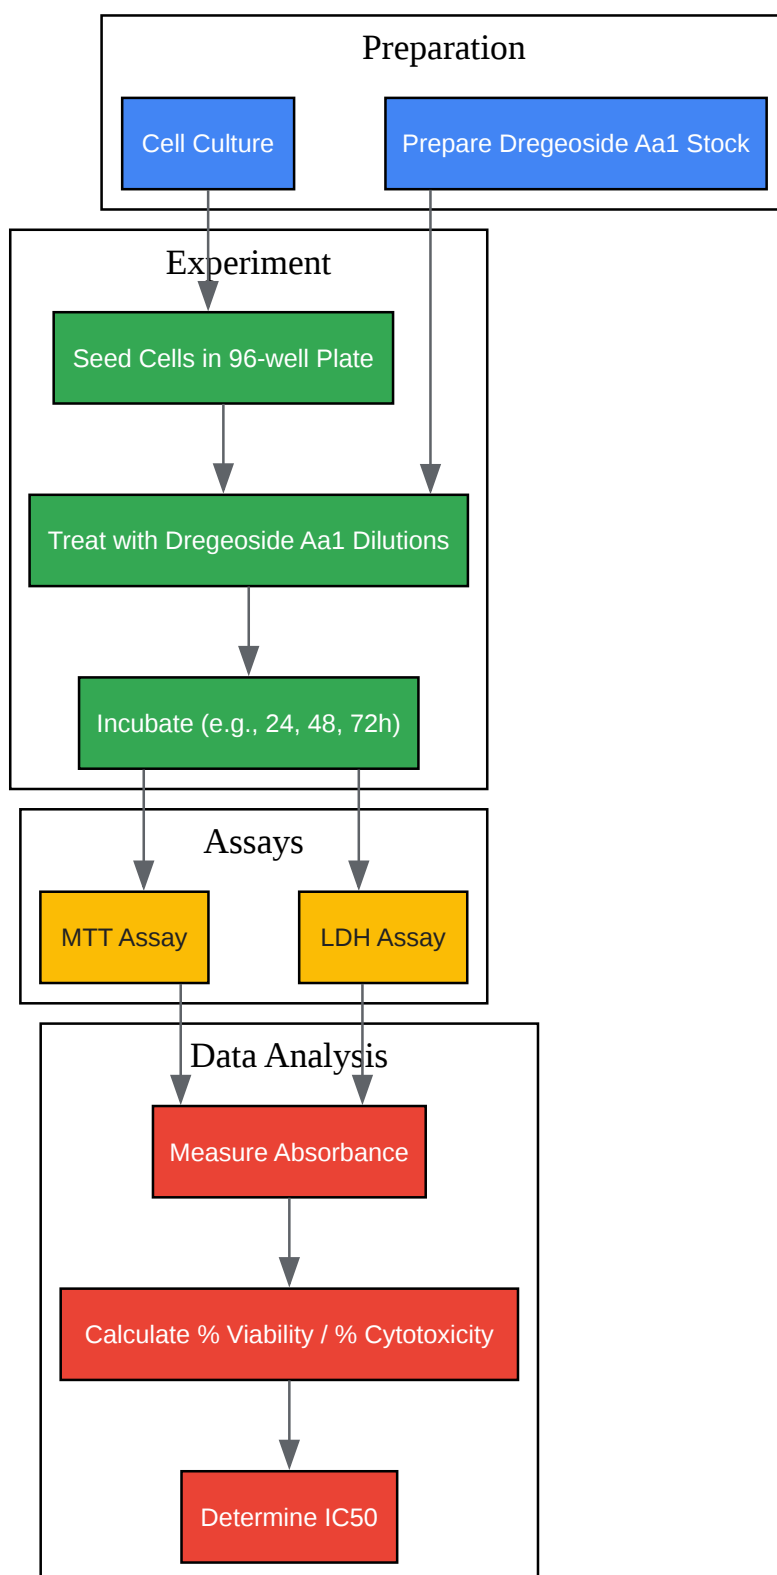 Preparation
Cell Culture
Prepare Dregeoside Aa1 Stock
Experiment
Seed Cells in 96-well Plate
Treat with Dregeoside Aa1 Dilutions
Incubate (e.g., 24, 48, 72h)
Assays
MTT Assay
LDH Assay
Data Analysis
Measure Absorbance
Calculate % Viability / % Cytotoxicity
Determine IC50